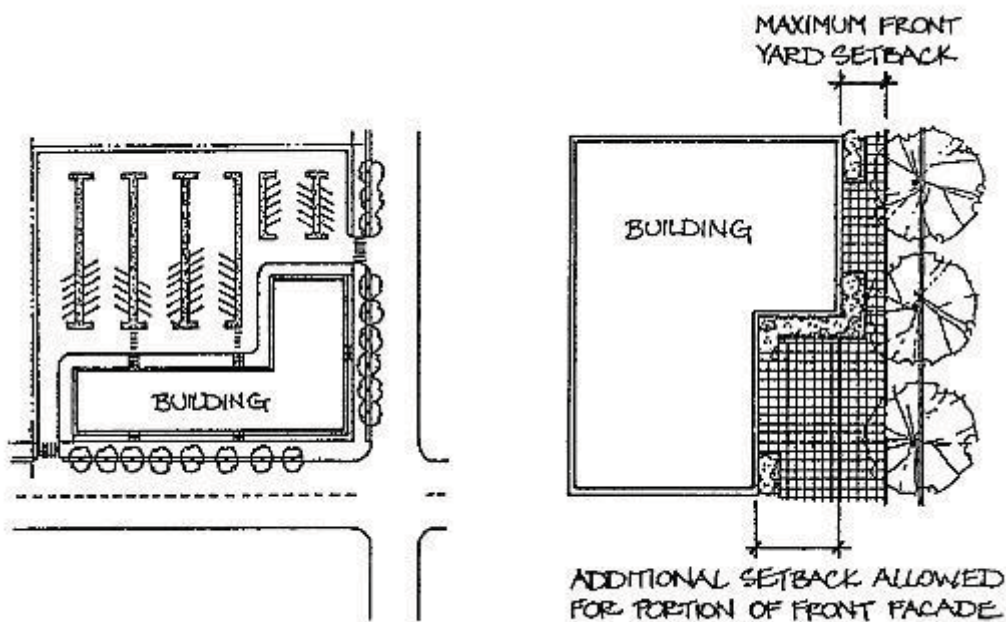 MAXIMUM FRONT
YARD SETBACK
BUILDING
BUILDING
ADDITIONAL SETBACK ALLOWED
FOR PORTION OF FRONT FACADE